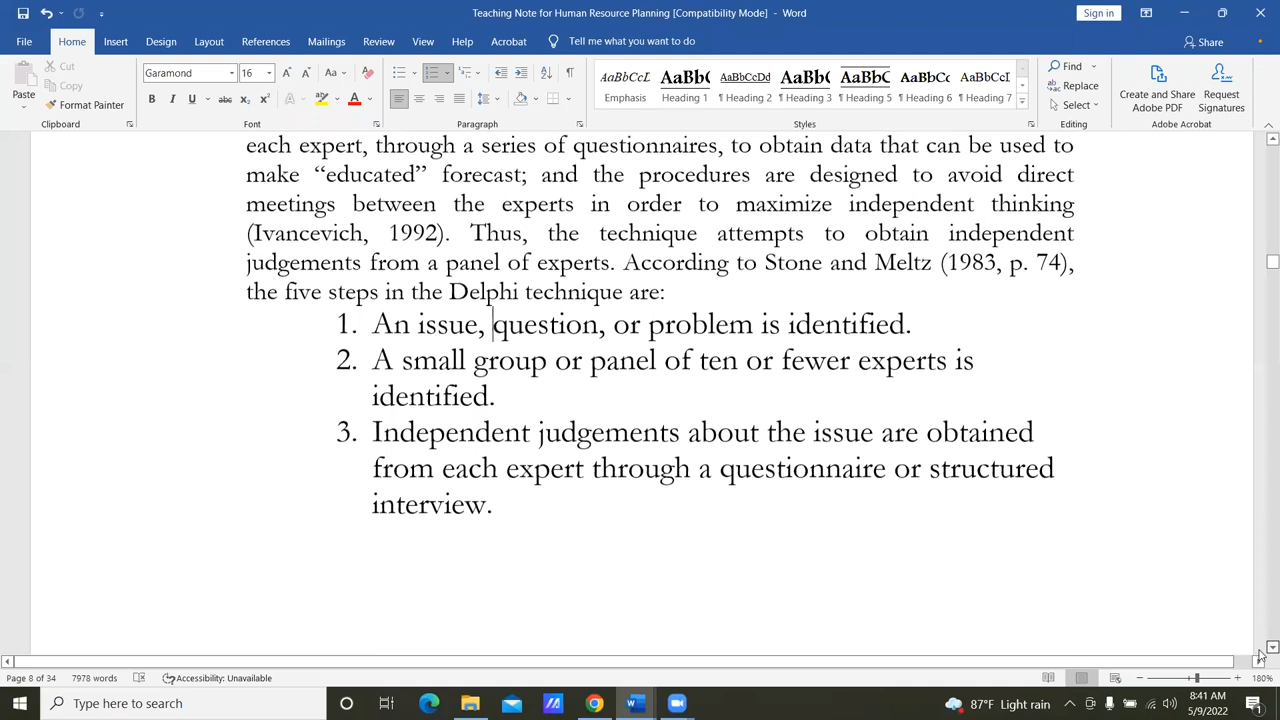 Teaching Note for Human Resource Planning [Compatibility Mode] - Word
Sign in
File Home Insert Design Layout References Mailings Review View Help Acrobat Tell me what you want to do Share
Paste Cut Copy Format Painter
Garamond 16
AaBbCcL AaBb( AaBbCcDd AaBbC AaBbC AaBbCc AaBbCc
Emphasis Heading 1 ¶ Heading 2 ¶ Heading 3 ¶ Heading 5 ¶ Heading 6 ¶ Heading 7
Find Replace Select
Create and Share Adobe PDF
Request Signatures
Clipboard Font Paragraph Styles Editing Adobe Acrobat
each expert, through a series of questionnaires, to obtain data that can be used to
make “educated” forecast; and the procedures are designed to avoid direct
meetings between the experts in order to maximize independent thinking
(Ivancevich, 1992). Thus, the technique attempts to obtain independent
judgements from a panel of experts. According to Stone and Meltz (1983, p. 74),
the five steps in the Delphi technique are:
1. An issue, question, or problem is identified.
2. A small group or panel of ten or fewer experts is
identified.
3. Independent judgements about the issue are obtained
from each expert through a questionnaire or structured
interview.
Page 8 of 34 7978 words Accessibility: Unavailable 180%
Type here to search
87°F Light rain
8:41 AM
5/9/2022